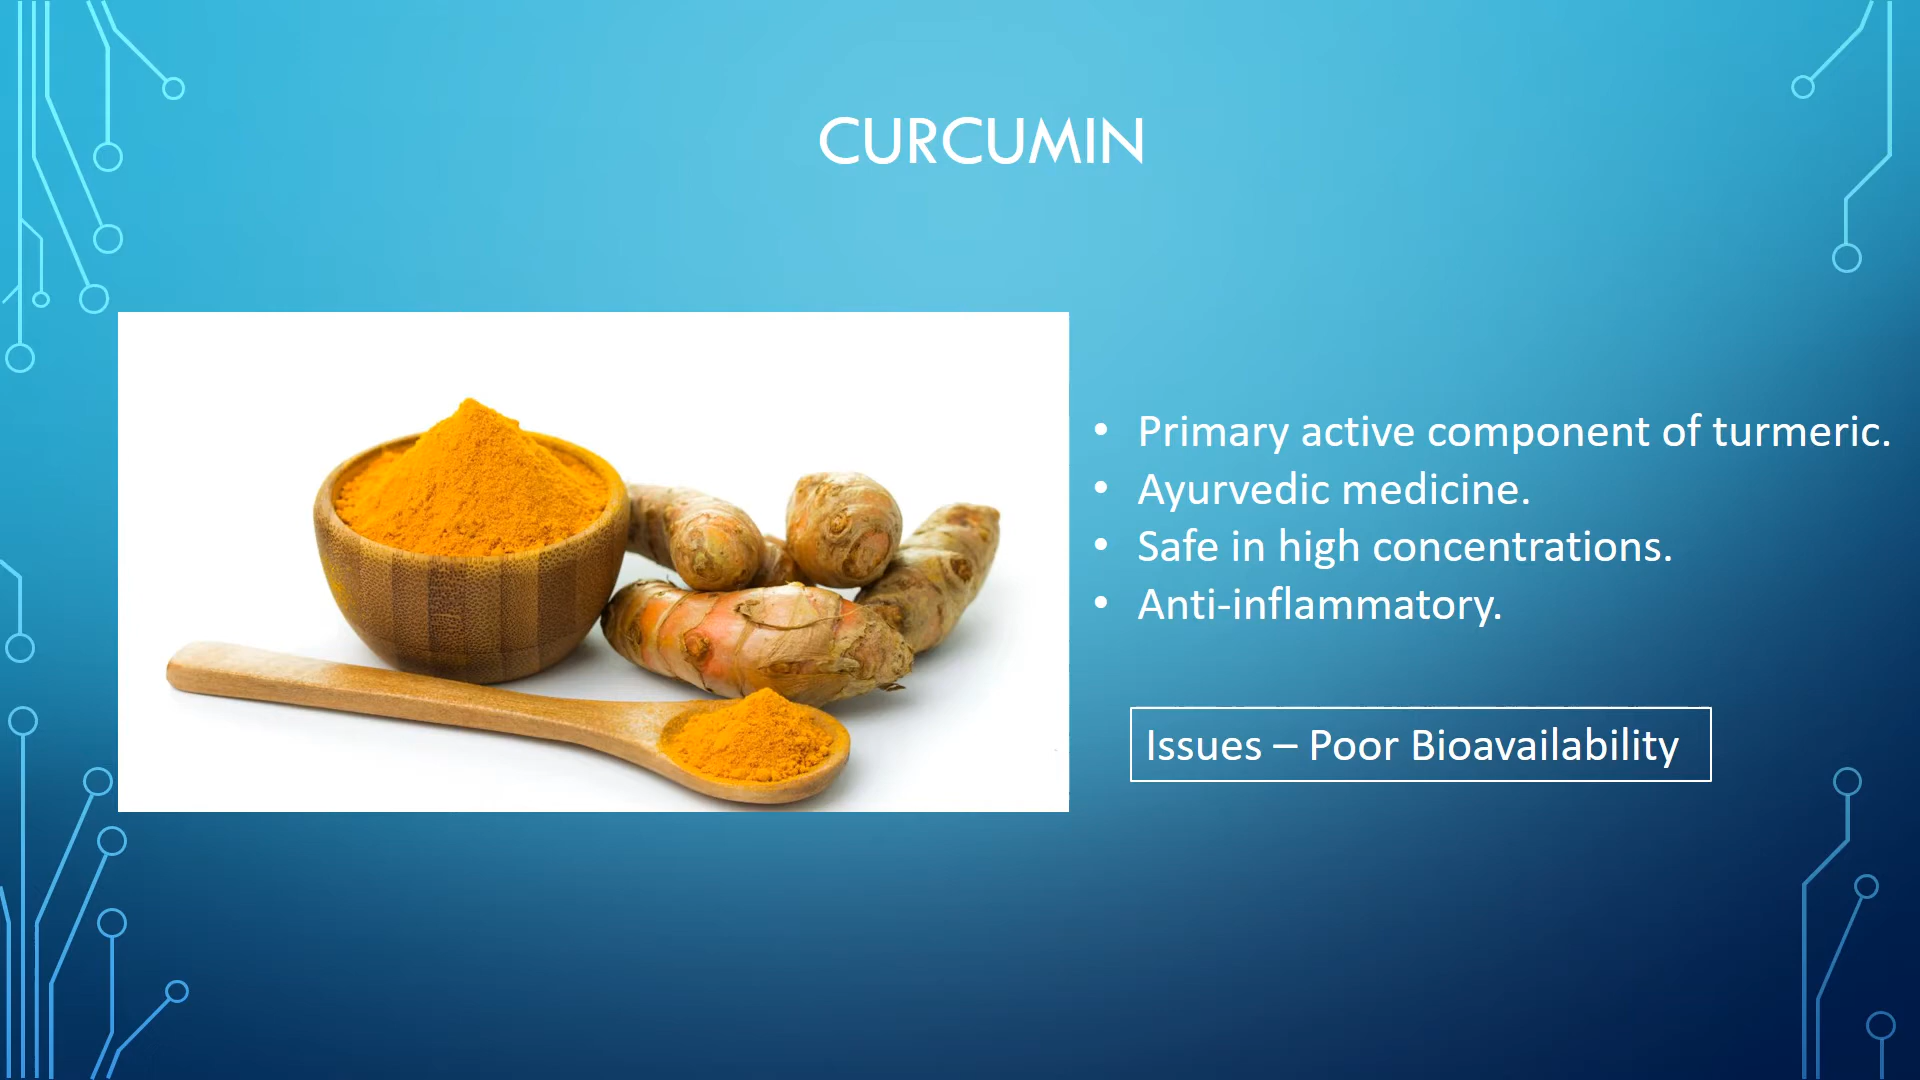 CURCUMIN
• Primary active component of turmeric.
• Ayurvedic medicine.
• Safe in high concentrations.
• Anti-inflammatory.
Issues – Poor Bioavailability